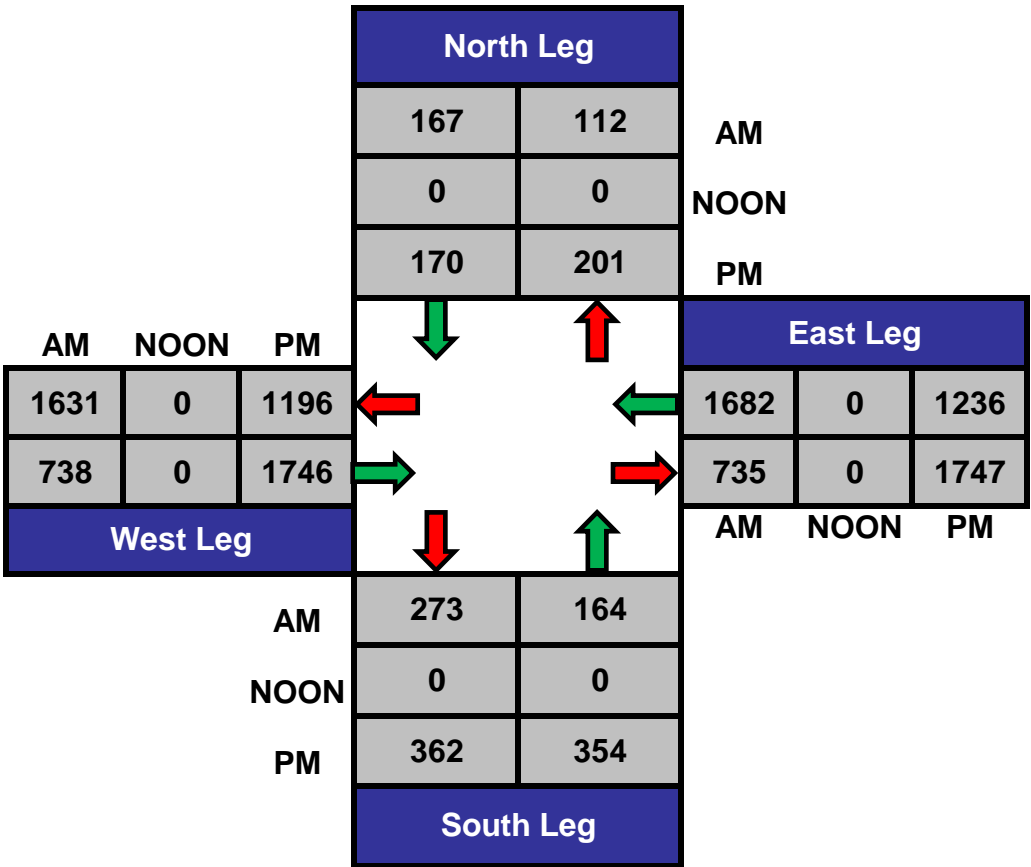 North Leg
167 112 AM
0 0 NOON
170 201 PM
AM NOON PM East Leg
1631 0 1196 1682 0 1236
738 0 1746 735 0 1747
West Leg AM NOON PM
AM 273 164
NOON 0 0
PM 362 354
South Leg